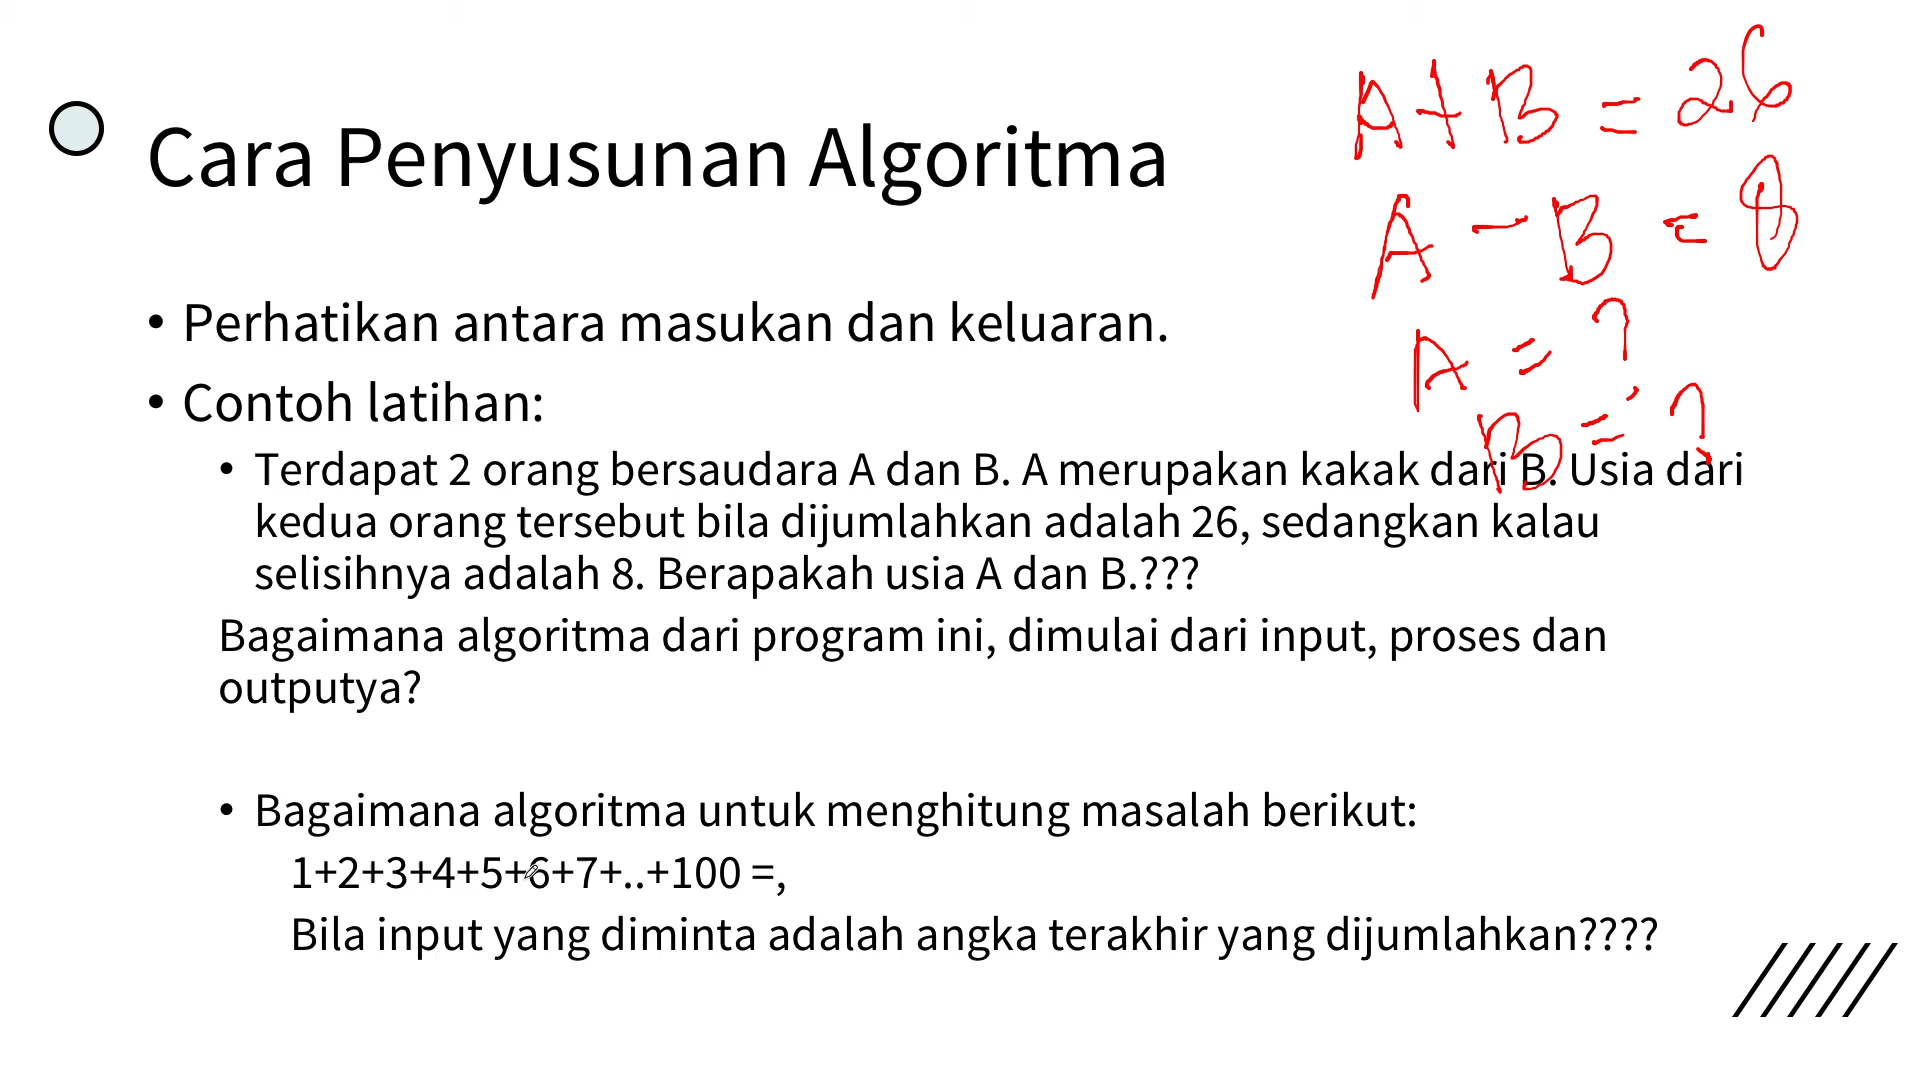 Cara Penyusunan Algoritma
A+B = 26
A - B = 8
A = ?
B = ?
• Perhatikan antara masukan dan keluaran.
• Contoh latihan:
• Terdapat 2 orang bersaudara A dan B. A merupakan kakak dari B. Usia dari
kedua orang tersebut bila dijumlahkan adalah 26, sedangkan kalau
selisihnya adalah 8. Berapakah usia A dan B.???
Bagaimana algoritma dari program ini, dimulai dari input, proses dan
outputya?
• Bagaimana algoritma untuk menghitung masalah berikut:
1+2+3+4+5+6+7+..+100 =,
Bila input yang diminta adalah angka terakhir yang dijumlahkan????